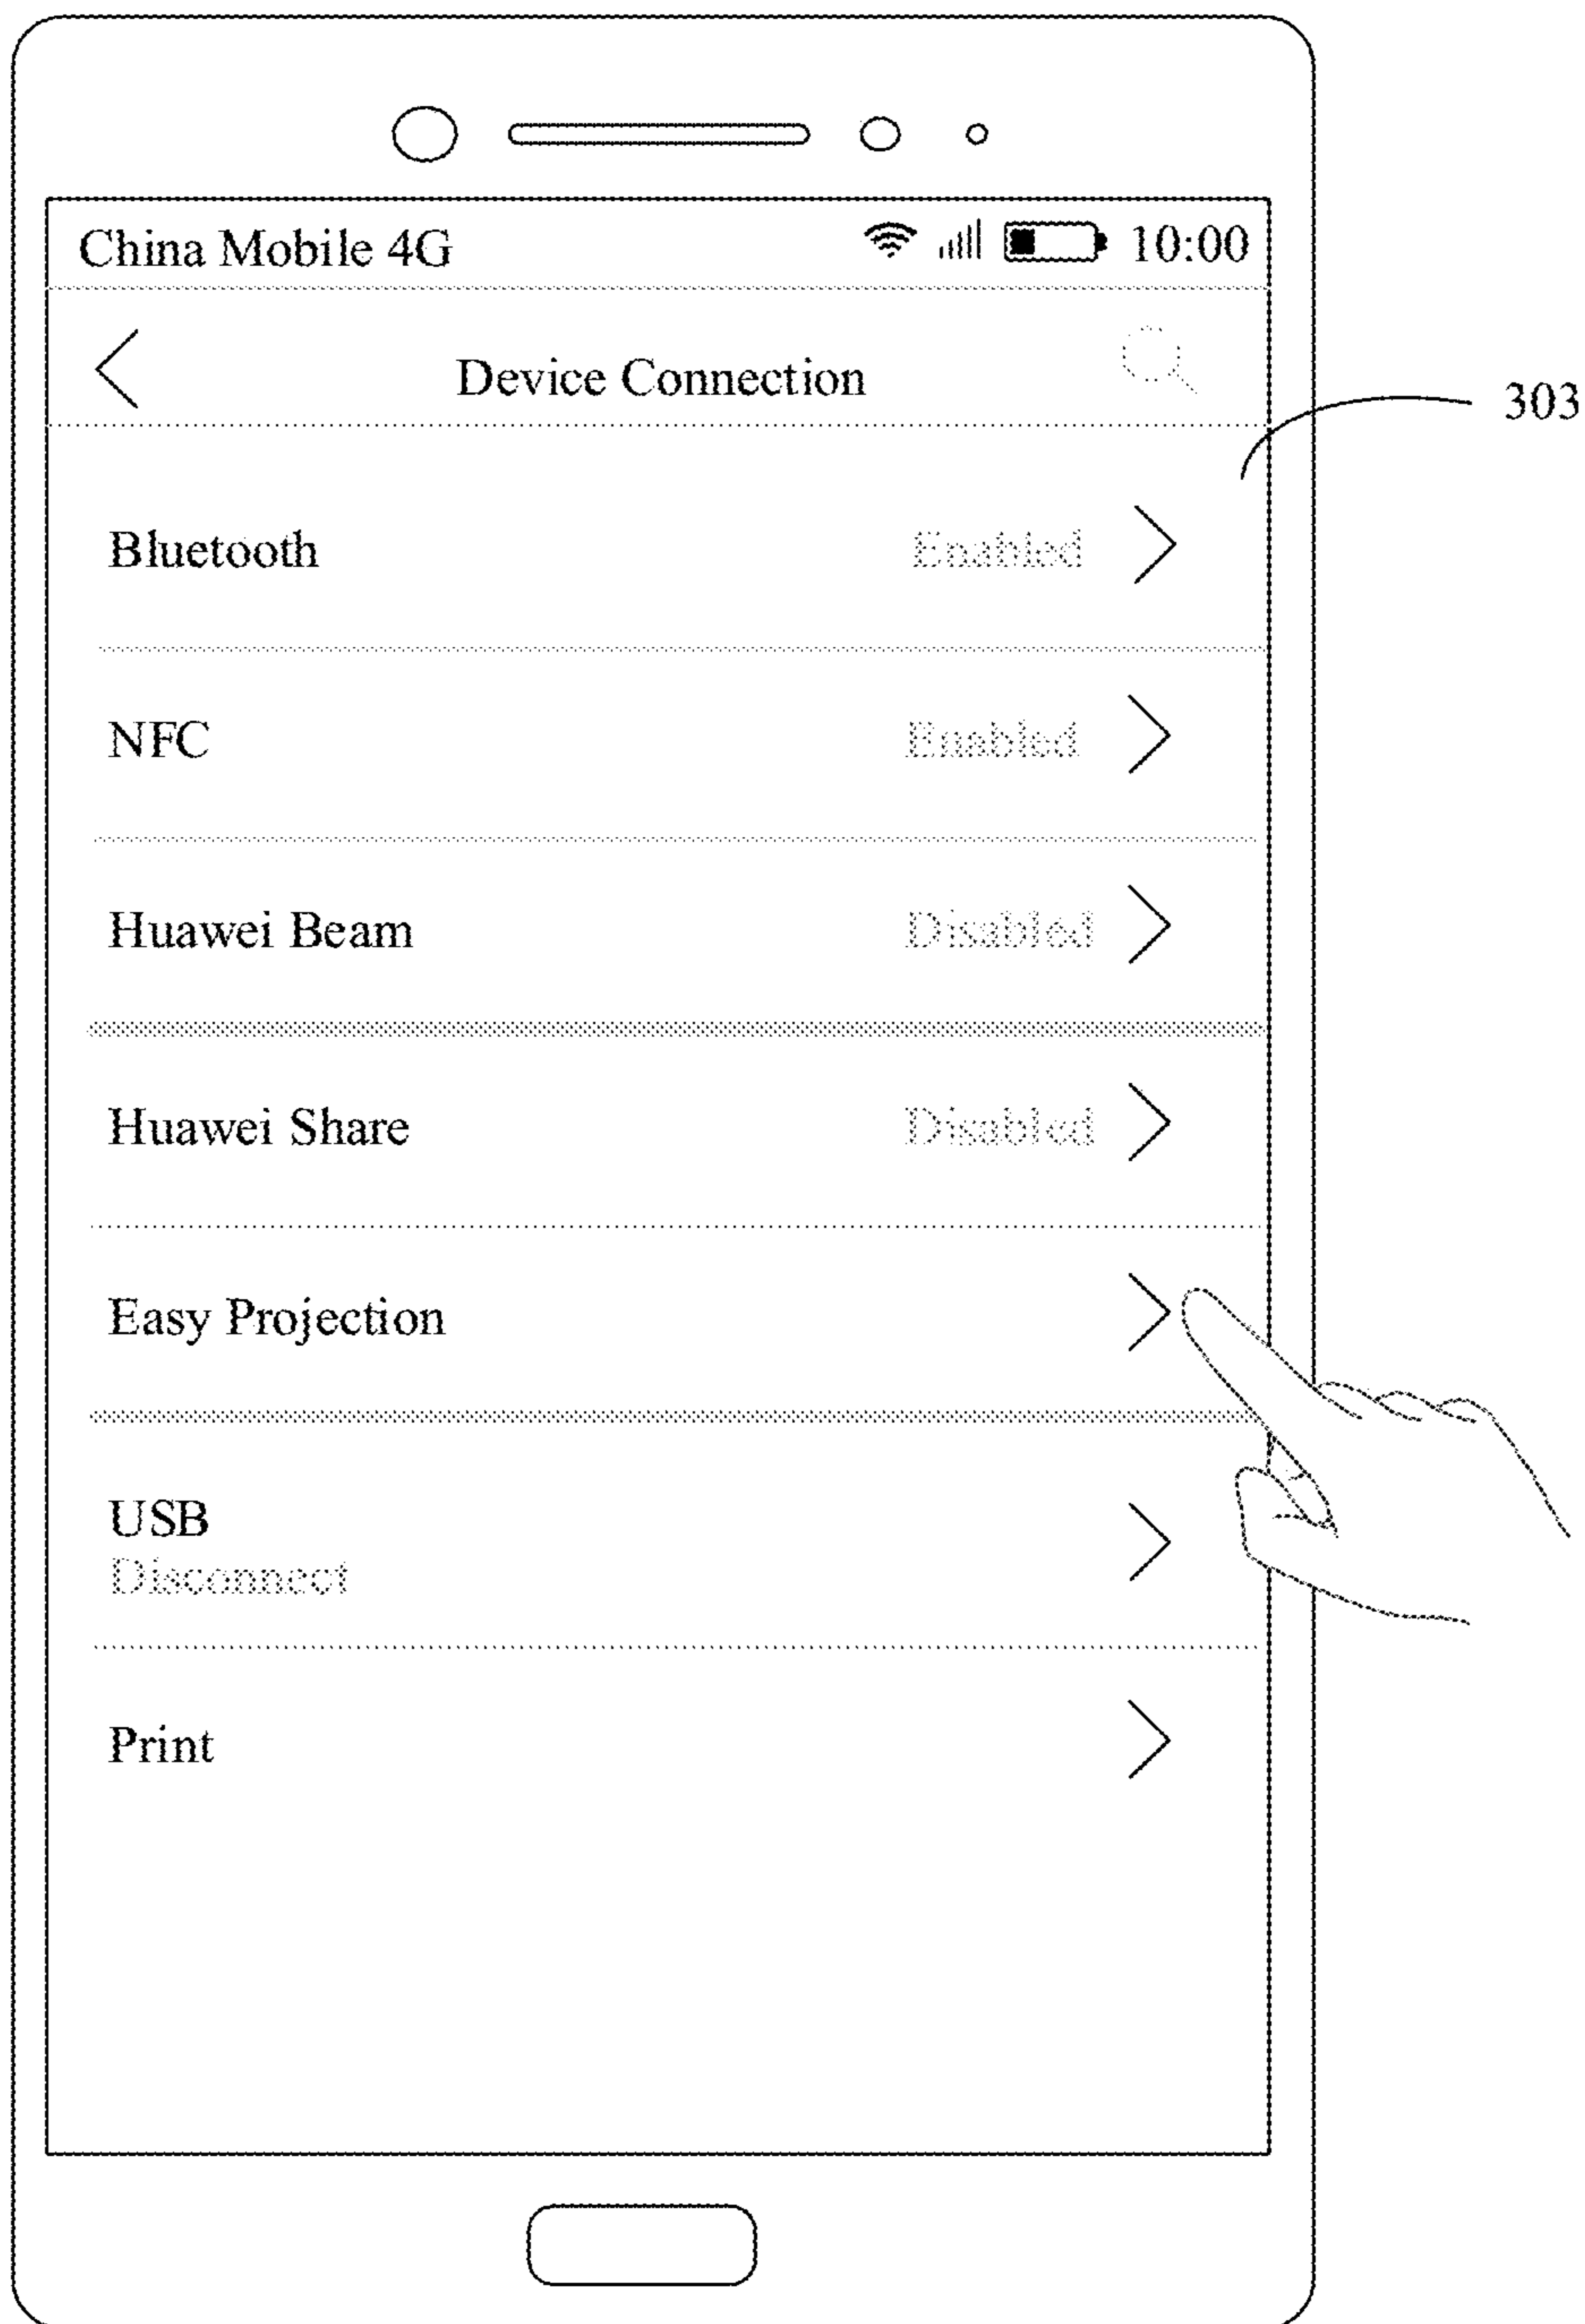 China Mobile 4G 10:00
Device Connection
303
Bluetooth Enabled
NFC Enabled
Huawei Beam Disabled
Huawei Share Disabled
Easy Projection
USB
Disconnect
Print